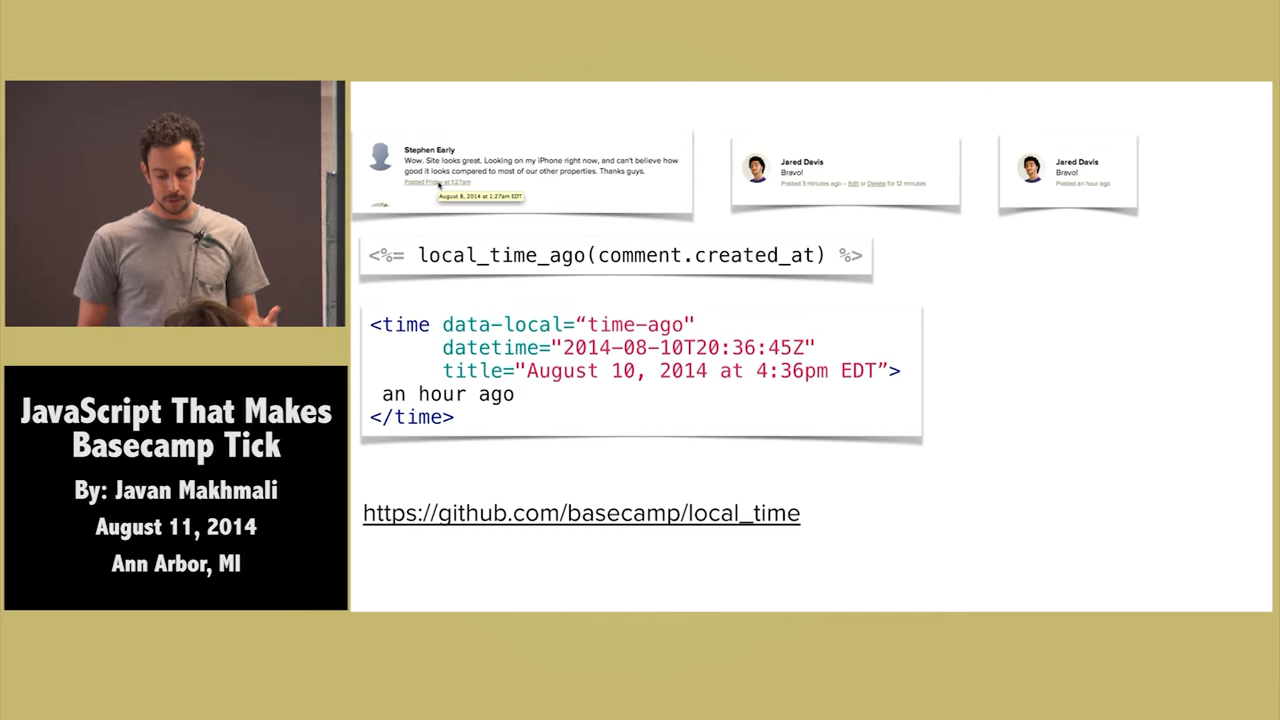 Stephen Early
Wow. Site looks great. Looking on my iPhone right now, and can't believe how
good it looks compared to most of our other properties. Thanks guys.
Posted Friday at 1:27am
August 8, 2014 at 1:27am EDT
Jared Davis
Bravo!
Posted 3 minutes ago – Edit or Delete for 12 minutes
Jared Davis
Bravo!
Posted an hour ago
<%= local_time_ago(comment.created_at) %>
<time data-local=“time-ago"
datetime="2014-08-10T20:36:45Z"
title="August 10, 2014 at 4:36pm EDT”>
an hour ago
</time>
https://github.com/basecamp/local_time
JavaScript That Makes
Basecamp Tick
By: Javan Makhmali
August 11, 2014
Ann Arbor, MI